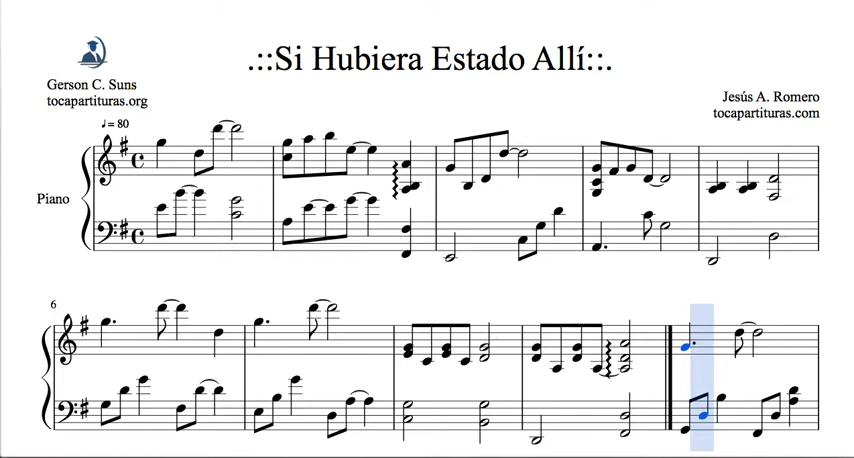 .::Si Hubiera Estado Allí::.
Gerson C. Suns
tocapartituras.org
Jesús A. Romero
tocapartituras.com
♩ = 80
Piano
6